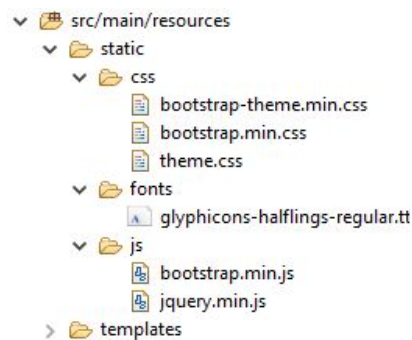 src/main/resources
static
css
bootstrap-theme.min.css
bootstrap.min.css
theme.css
fonts
glyphicons-halflings-regular.tt
js
bootstrap.min.js
jquery.min.js
templates